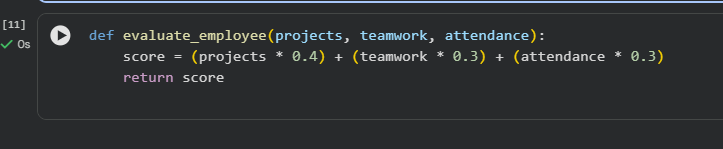 [11]
0s
def evaluate_employee(projects, teamwork, attendance):
    score = (projects * 0.4) + (teamwork * 0.3) + (attendance * 0.3)
    return score